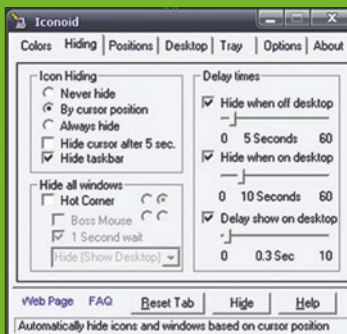 Iconoid
Colors Hiding Positions Desktop Tray Options About
Icon Hiding
Never hide
By cursor position
Always hide
Hide cursor after 5 sec.
Hide taskbar
Hide all windows
Hot Corner
Boss Mouse
1 Second wait
Hide (Show Desktop)
Delay times
Hide when off desktop
0 5 Seconds 60
Hide when on desktop
0 10 Seconds 60
Delay show on desktop
0 0.3 Sec 10
Web Page FAQ Reset Tab Hide Help
Automatically hide icons and windows based on cursor position